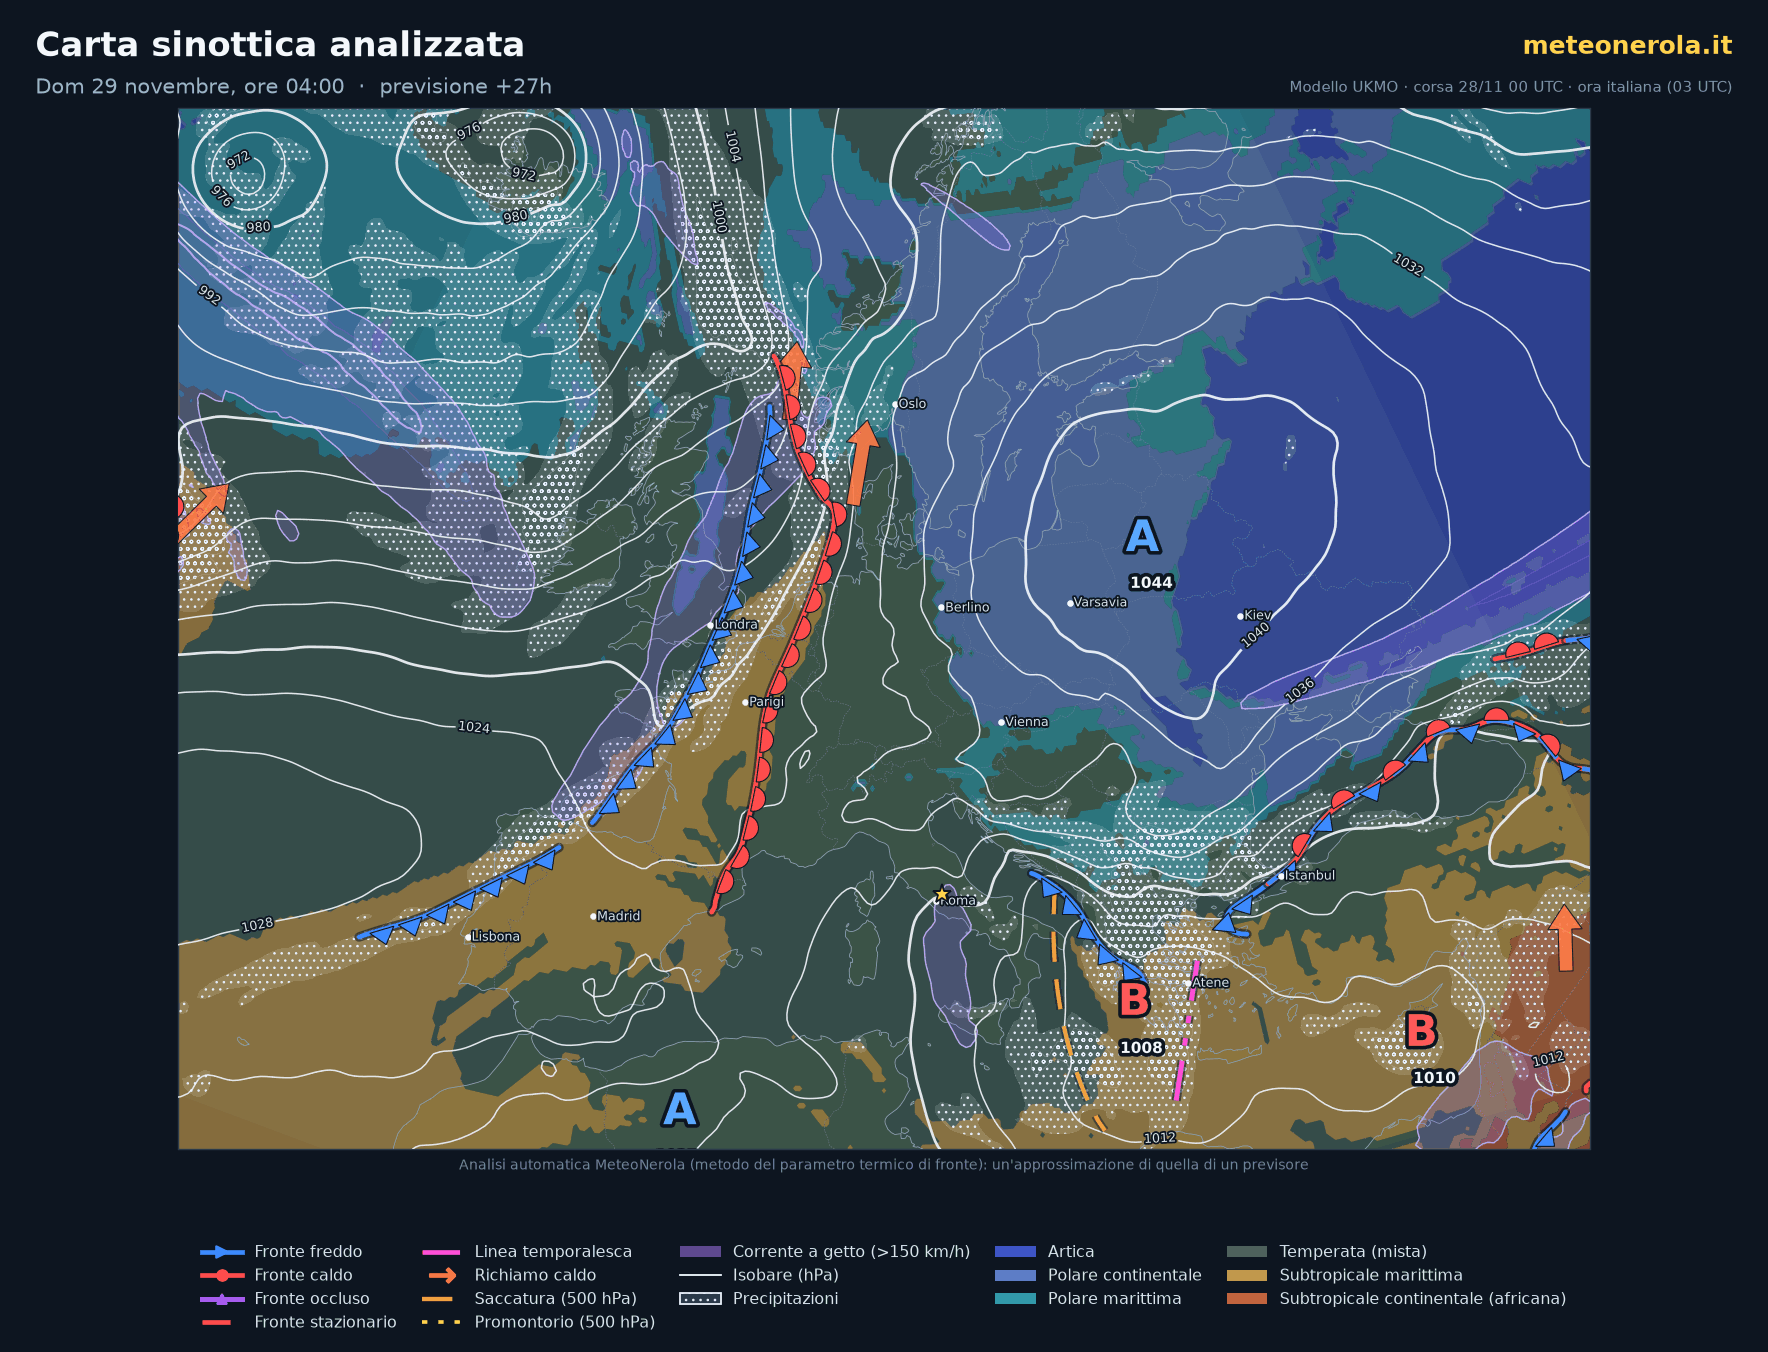 Carta sinottica analizzata
meteonerola.it
Dom 29 novembre, ore 04:00 · previsione +27h
Modello UKMO · corsa 28/11 00 UTC · ora italiana (03 UTC)
976
972
1004
972
976
1000
980
980
992
1032
Oslo
A
1044
Berlino
Varsavia
Kiev
1040
Londra
1036
Parigi
Vienna
1024
Istanbul
Roma
Madrid
1028
Lisbona
Atene
B
1008
B
1010
1012
A
1012
Analisi automatica MeteoNerola (metodo del parametro termico di fronte): un'approssimazione di quella di un previsore
Fronte freddo
Fronte caldo
Fronte occluso
Fronte stazionario
Linea temporalesca
Richiamo caldo
Saccatura (500 hPa)
Promontorio (500 hPa)
Corrente a getto (>150 km/h)
Isobare (hPa)
Precipitazioni
Artica
Polare continentale
Polare marittima
Temperata (mista)
Subtropicale marittima
Subtropicale continentale (africana)